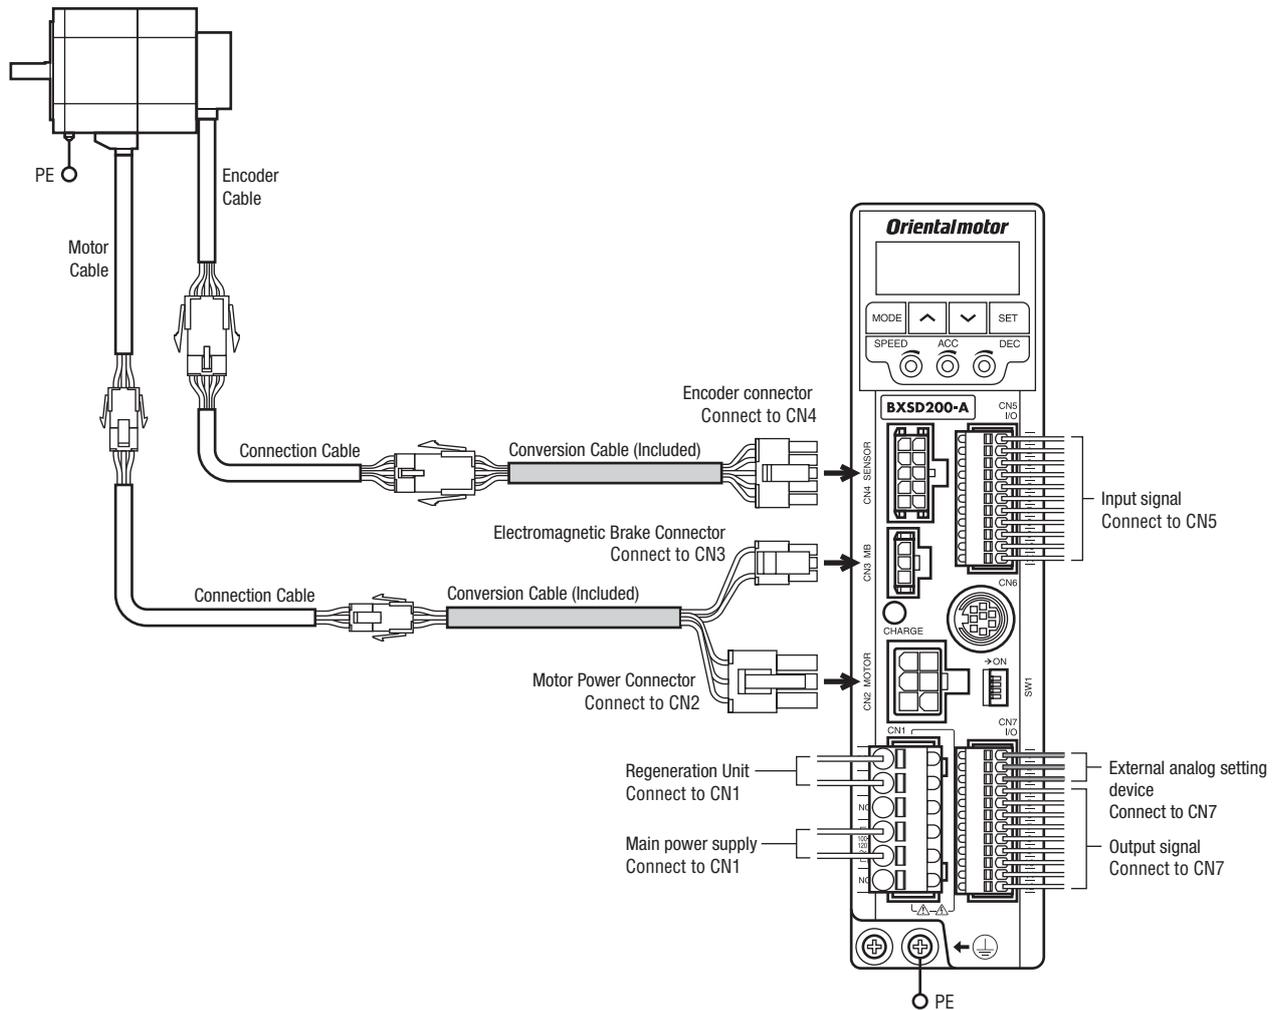 PE
Encoder
Cable
Motor
Cable
Orientalmotor
MODE
SET
SPEED
ACC
DEC
Encoder connector
Connect to CN4
BXSD200-A
CN5
I/O
Connection Cable
Conversion Cable (Included)
CN4 SENSOR
Input signal
Connect to CN5
Electromagnetic Brake Connector
Connect to CN3
CN3 MB
CN6
Connection Cable
Conversion Cable (Included)
CHARGE
→ON
Motor Power Connector
Connect to CN2
CN2 MOTOR
SW1
CN1
CN7
I/O
Regeneration Unit
Connect to CN1
External analog setting
device
Connect to CN7
NC
Main power supply
Connect to CN1
Output signal
Connect to CN7
NC
PE